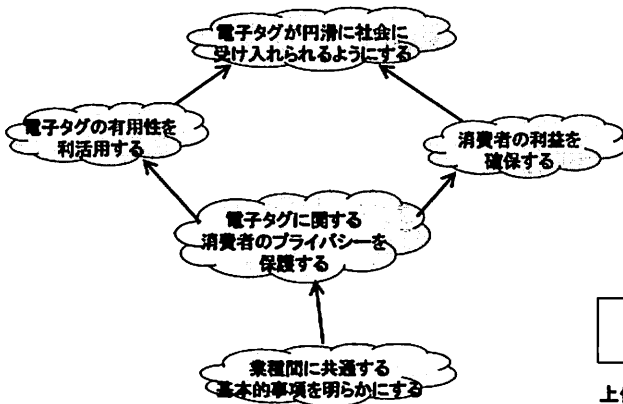 電子タグが円滑に社会に
受け入れられるようにする
電子タグの有用性を
利活用する
消費者の利益を
確保する
電子タグに関する
消費者のプライバシーを
保護する
業種間に共通する
基本的事項を明らかにする
上